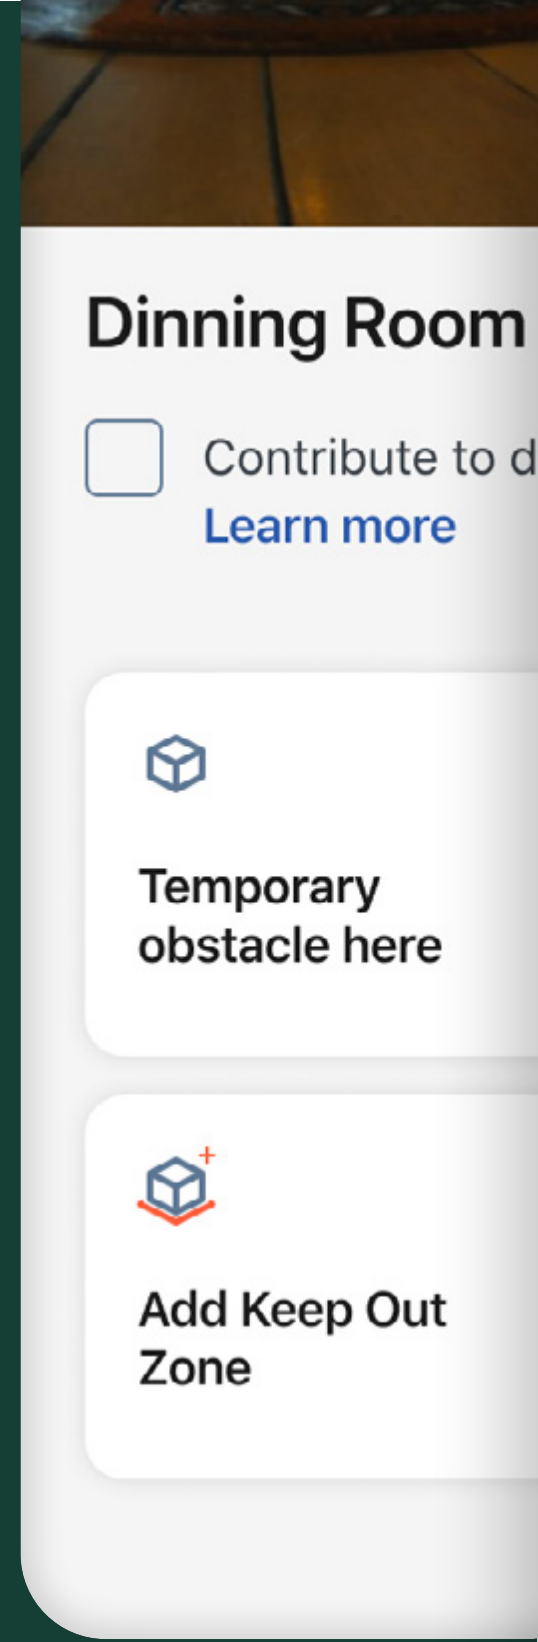 Dinning Room
Contribute to d
Learn more
Temporary
obstacle here
Add Keep Out
Zone